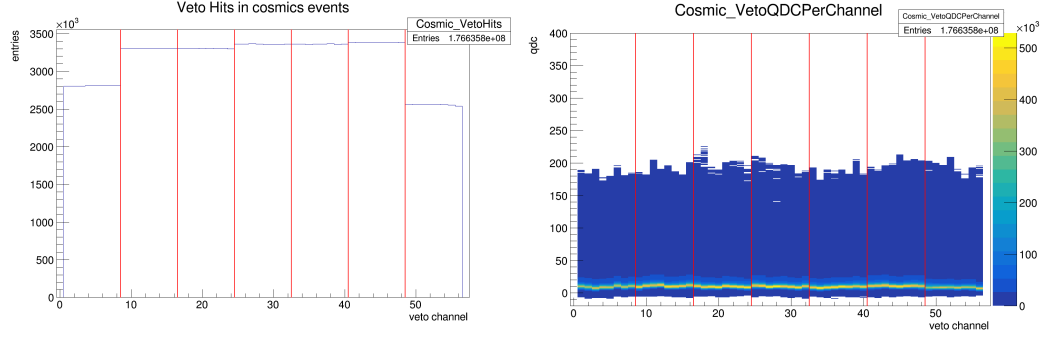 Veto Hits in cosmics events
Cosmic_VetoHits
Entries 1.766358e+08
×10³
entries
3500
3000
2500
2000
1500
1000
500
0
0 10 20 30 40 50
veto channel
Cosmic_VetoQDCPerChannel
Cosmic_VetoQDCPerChannel
Entries 1.766358e+08
qdc
400
350
300
250
200
150
100
50
0
0 10 20 30 40 50
veto channel
×10³
500
400
300
200
100
0